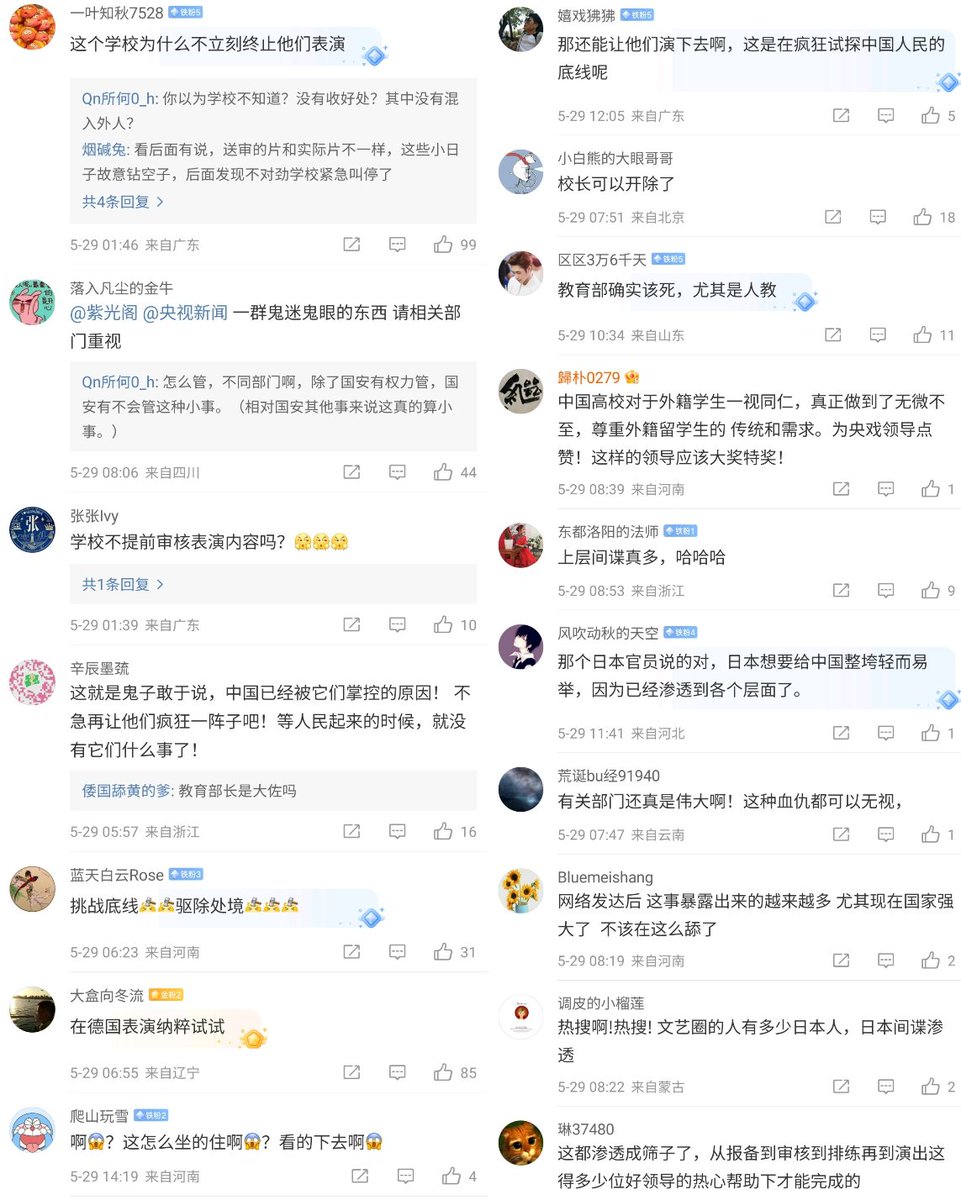 一叶知秋7528 铁粉5
这个学校为什么不立刻终止他们表演
Qn所何0_h: 你以为学校不知道？没有收好处？其中没有混
入外人？
烟碱兔: 看后面有说，送审的片和实际片不一样，这些小日
子故意钻空子，后面发现不对劲学校紧急叫停了
共4条回复 >
5-29 01:46 来自广东 99
落入凡尘的金牛
@紫光阁 @央视新闻 一群鬼迷鬼眼的东西 请相关部
门重视
Qn所何0_h: 怎么管，不同部门啊，除了国安有权力管，国
安有不会管这种小事。（相对国安其他事来说这真的算小
事。）
5-29 08:06 来自四川 44
张张Ivy
学校不提前审核表演内容吗？🫣🫣🫣
共1条回复 >
5-29 01:39 来自广东 10
辛辰墨巯
这就是鬼子敢于说，中国已经被它们掌控的原因！ 不
急再让他们疯狂一阵子吧！等人民起来的时候，就没
有它们什么事了！
倭国舔黄的爹: 教育部长是大佐吗
5-29 05:57 来自浙江 16
蓝天白云Rose 铁粉3
挑战底线驱除处境
5-29 06:23 来自河南 31
大盒向冬流 金粉2
在德国表演纳粹试试
5-29 06:55 来自辽宁 85
爬山玩雪 铁粉2
啊😱？这怎么坐的住啊😱？看的下去啊😱
5-29 14:19 来自河南 4
嬉戏狒狒 铁粉5
那还能让他们演下去啊，这是在疯狂试探中国人民的
底线呢
5-29 12:05 来自广东 5
小白熊的大眼哥哥
校长可以开除了
5-29 07:51 来自北京 18
区区3万6千天 铁粉5
教育部确实该死，尤其是人教
5-29 10:34 来自山东 11
歸朴0279
中国高校对于外籍学生一视同仁，真正做到了无微不
至，尊重外籍留学生的 传统和需求。为央戏领导点
赞！这样的领导应该大奖特奖！
5-29 08:39 来自河南 1
东都洛阳的法师 铁粉1
上层间谍真多，哈哈哈
5-29 08:53 来自浙江 9
风吹动秋的天空 铁粉4
那个日本官员说的对，日本想要给中国整垮轻而易
举，因为已经渗透到各个层面了。
5-29 11:41 来自河北 1
荒诞bu经91940
有关部门还真是伟大啊！这种血仇都可以无视，
5-29 07:47 来自云南 1
Bluemeishang
网络发达后 这事暴露出来的越来越多 尤其现在国家强
大了 不该在这么舔了
5-29 08:19 来自河南 2
调皮的小榴莲
热搜啊!热搜! 文艺圈的人有多少日本人，日本间谍渗
透
5-29 08:22 来自蒙古 2
琳37480
这都渗透成筛子了，从报备到审核到排练再到演出这
得多少位好领导的热心帮助下才能完成的